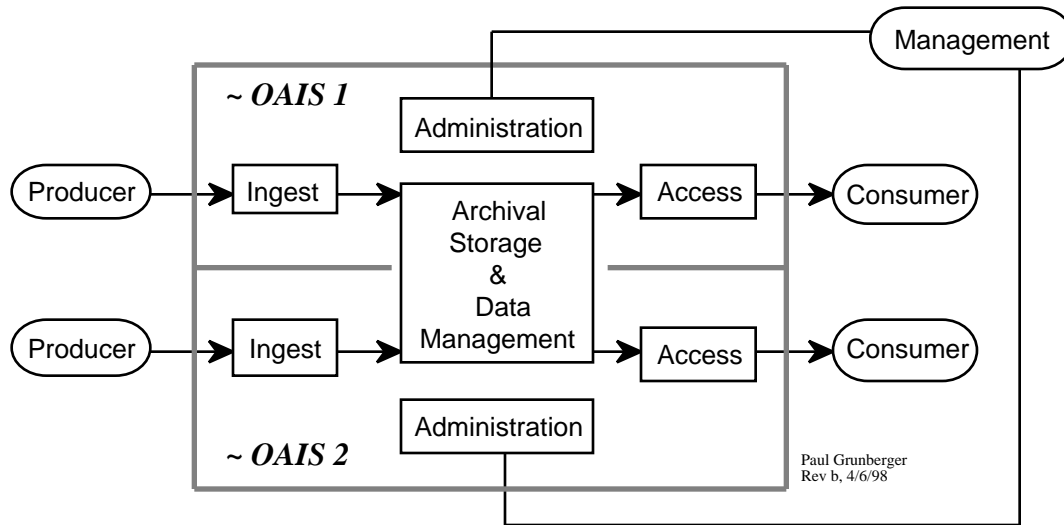 Management
~ OAIS 1
Administration
Producer
Ingest
Archival
Storage
&
Data
Management
Access
Consumer
Producer
Ingest
Access
Consumer
Administration
~ OAIS 2
Paul Grunberger
Rev b, 4/6/98